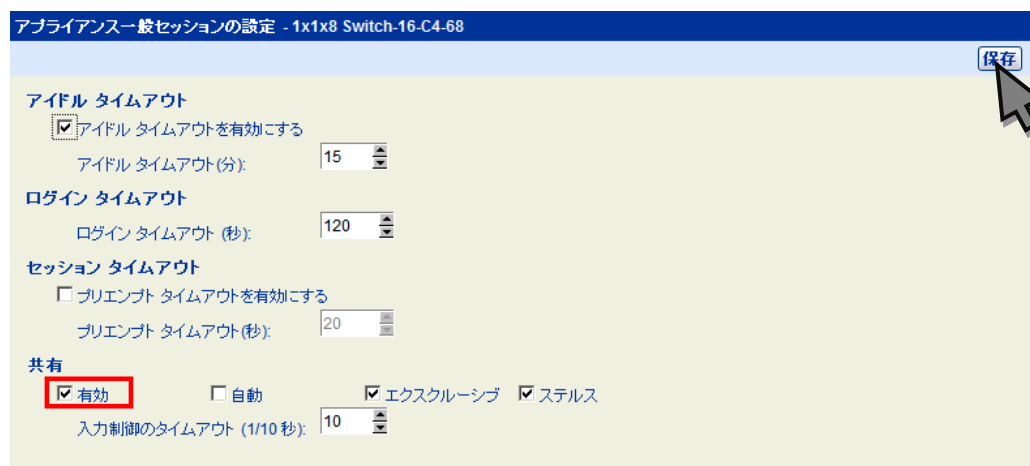 アプライアンス一般セッションの設定 - 1x1x8 Switch-16-C4-68
保存
アイドル タイムアウト
アイドル タイムアウトを有効にする
アイドル タイムアウト(分): 15
ログイン タイムアウト
ログイン タイムアウト (秒): 120
セッション タイムアウト
プリエンプト タイムアウトを有効にする
プリエンプト タイムアウト(秒): 20
共有
有効 自動 エクスクルーシブ ステルス
入力制御のタイムアウト (1/10 秒): 10